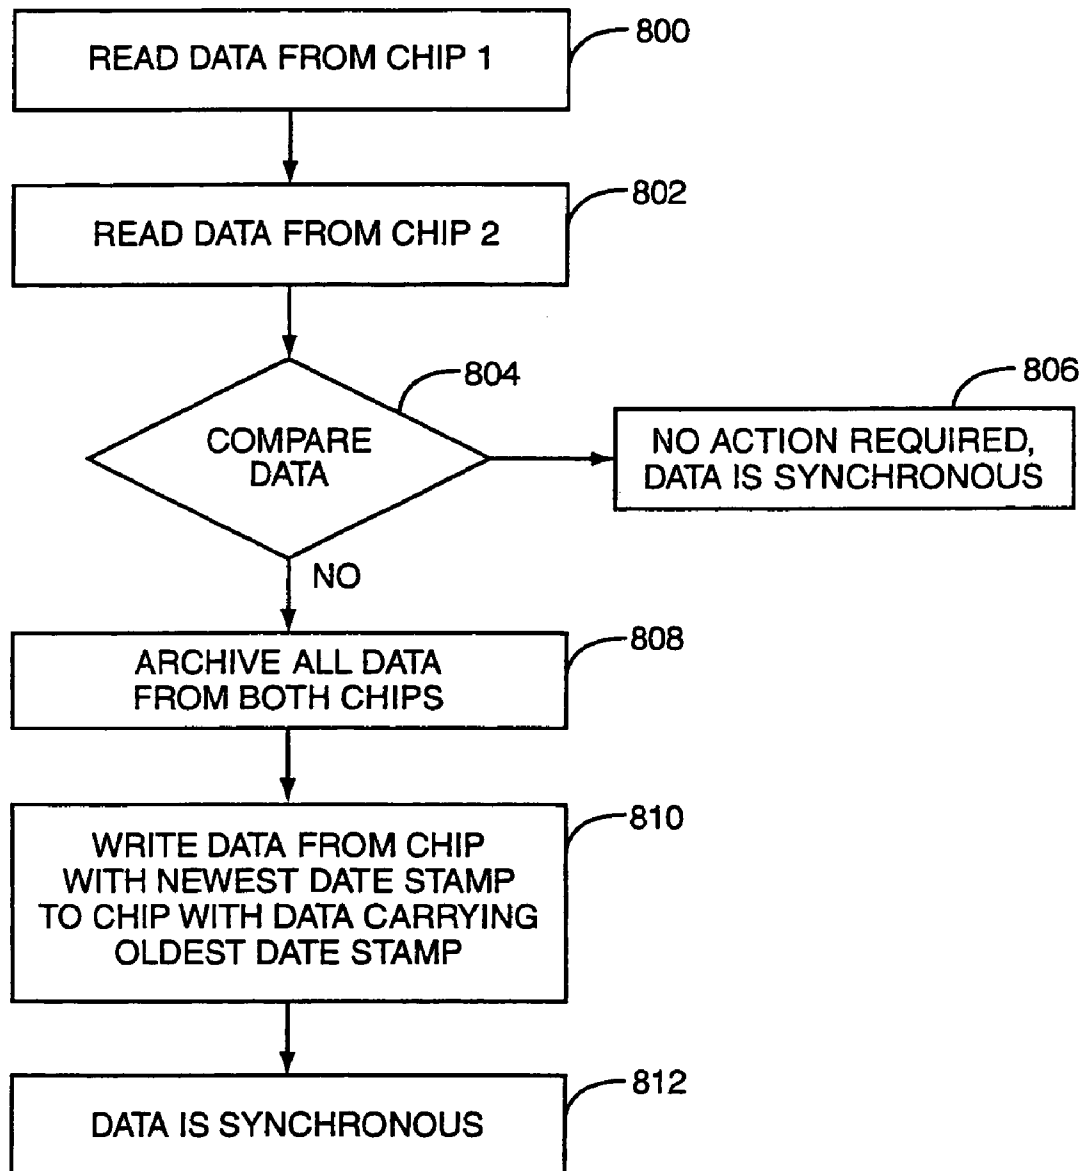 READ DATA FROM CHIP 1
800
READ DATA FROM CHIP 2
802
COMPARE
DATA
804
NO ACTION REQUIRED,
DATA IS SYNCHRONOUS
806
NO
ARCHIVE ALL DATA
FROM BOTH CHIPS
808
WRITE DATA FROM CHIP
WITH NEWEST DATE STAMP
TO CHIP WITH DATA CARRYING
OLDEST DATE STAMP
810
DATA IS SYNCHRONOUS
812